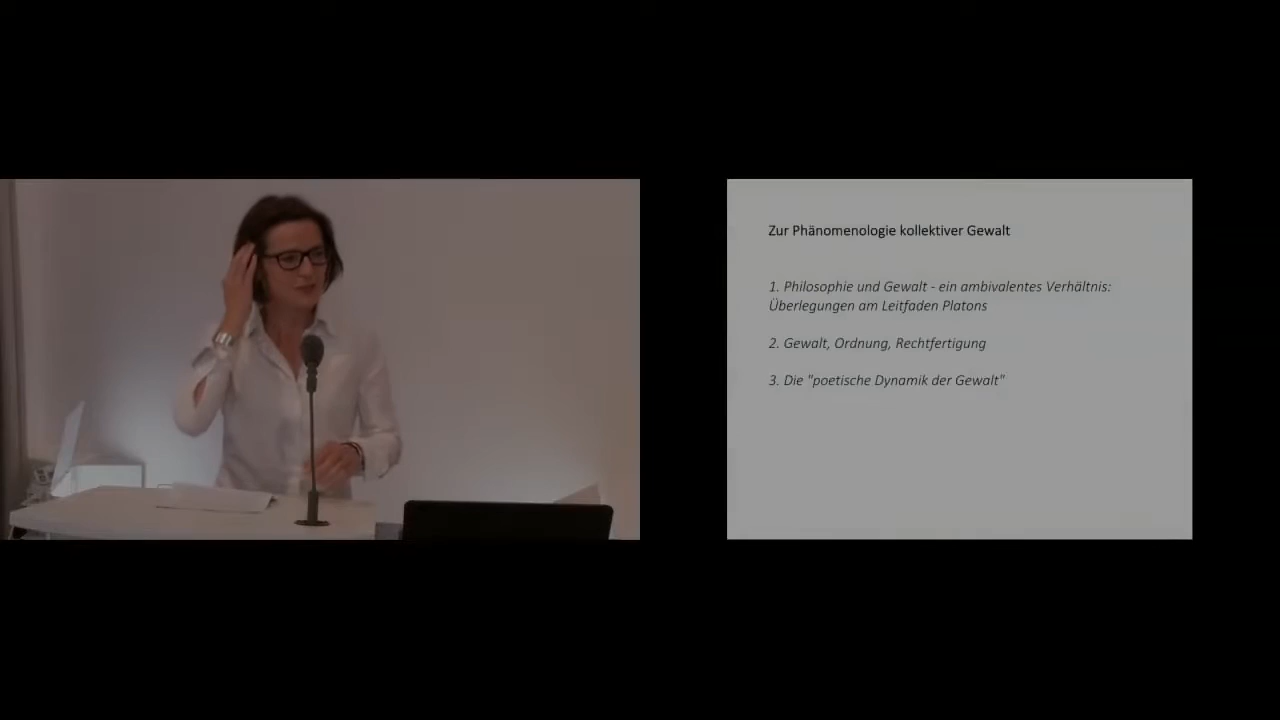 Zur Phänomenologie kollektiver Gewalt
1. Philosophie und Gewalt - ein ambivalentes Verhältnis:
Überlegungen am Leitfaden Platons
2. Gewalt, Ordnung, Rechtfertigung
3. Die "poetische Dynamik der Gewalt"